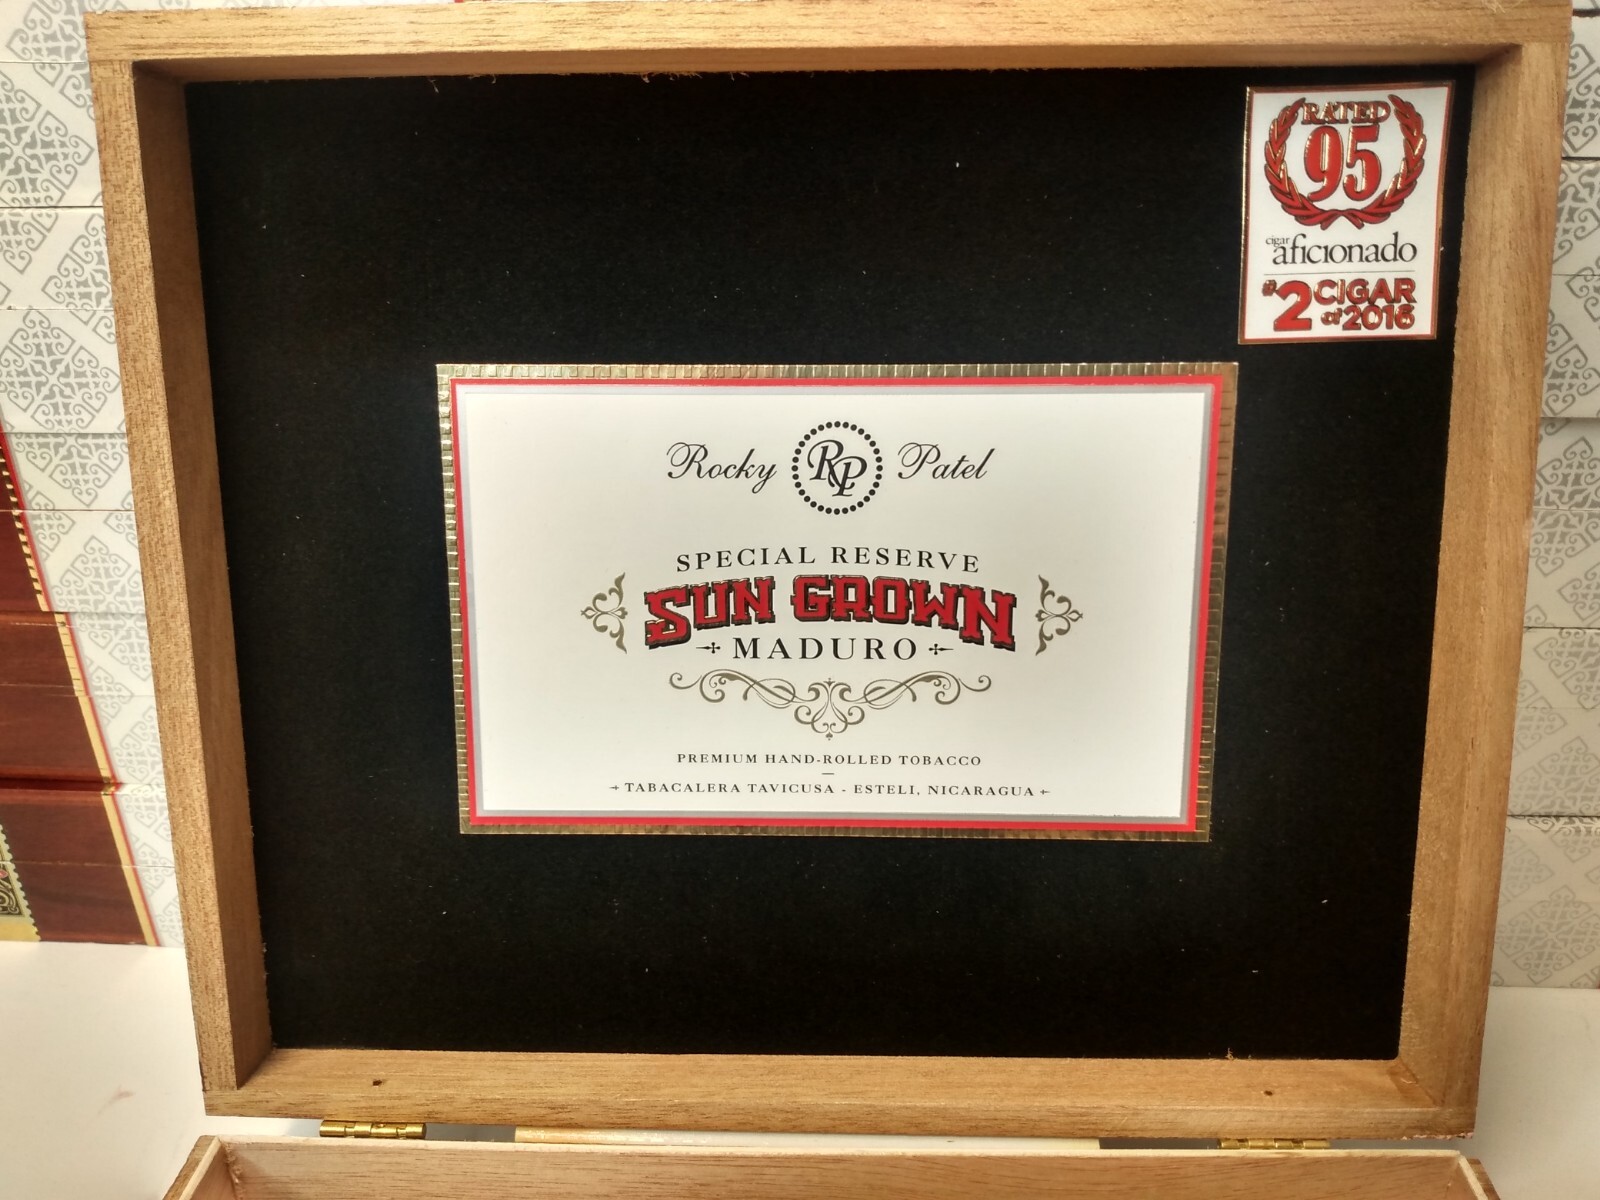 RATED
95
cigar
aficionado
#2 CIGAR
of 2016
Rocky RP Patel
SPECIAL RESERVE
SUN GROWN
MADURO
PREMIUM HAND-ROLLED TOBACCO
TABACALERA TAVICUSA - ESTELI, NICARAGUA